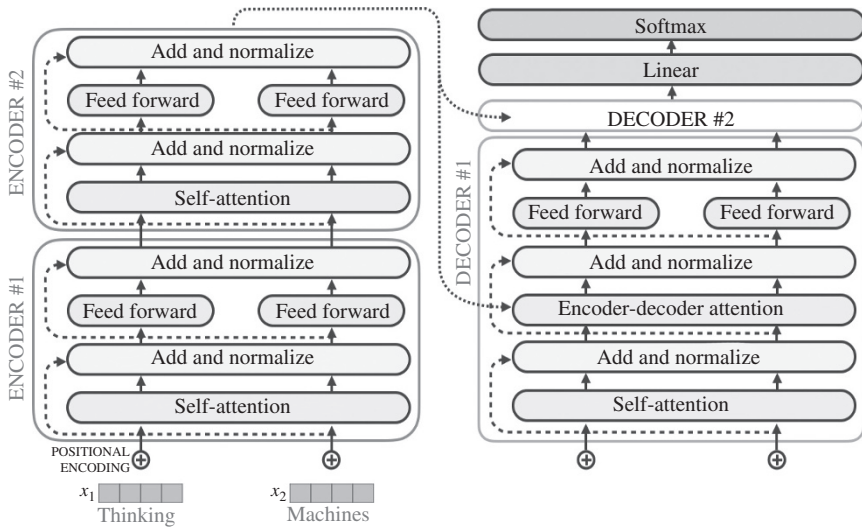 ENCODER #2
Add and normalize
Feed forward
Feed forward
Add and normalize
Self-attention
ENCODER #1
Add and normalize
Feed forward
Feed forward
Add and normalize
Self-attention
POSITIONAL
ENCODING
x1
x2
Thinking
Machines
Softmax
Linear
DECODER #2
DECODER #1
Add and normalize
Feed forward
Feed forward
Add and normalize
Encoder-decoder attention
Add and normalize
Self-attention